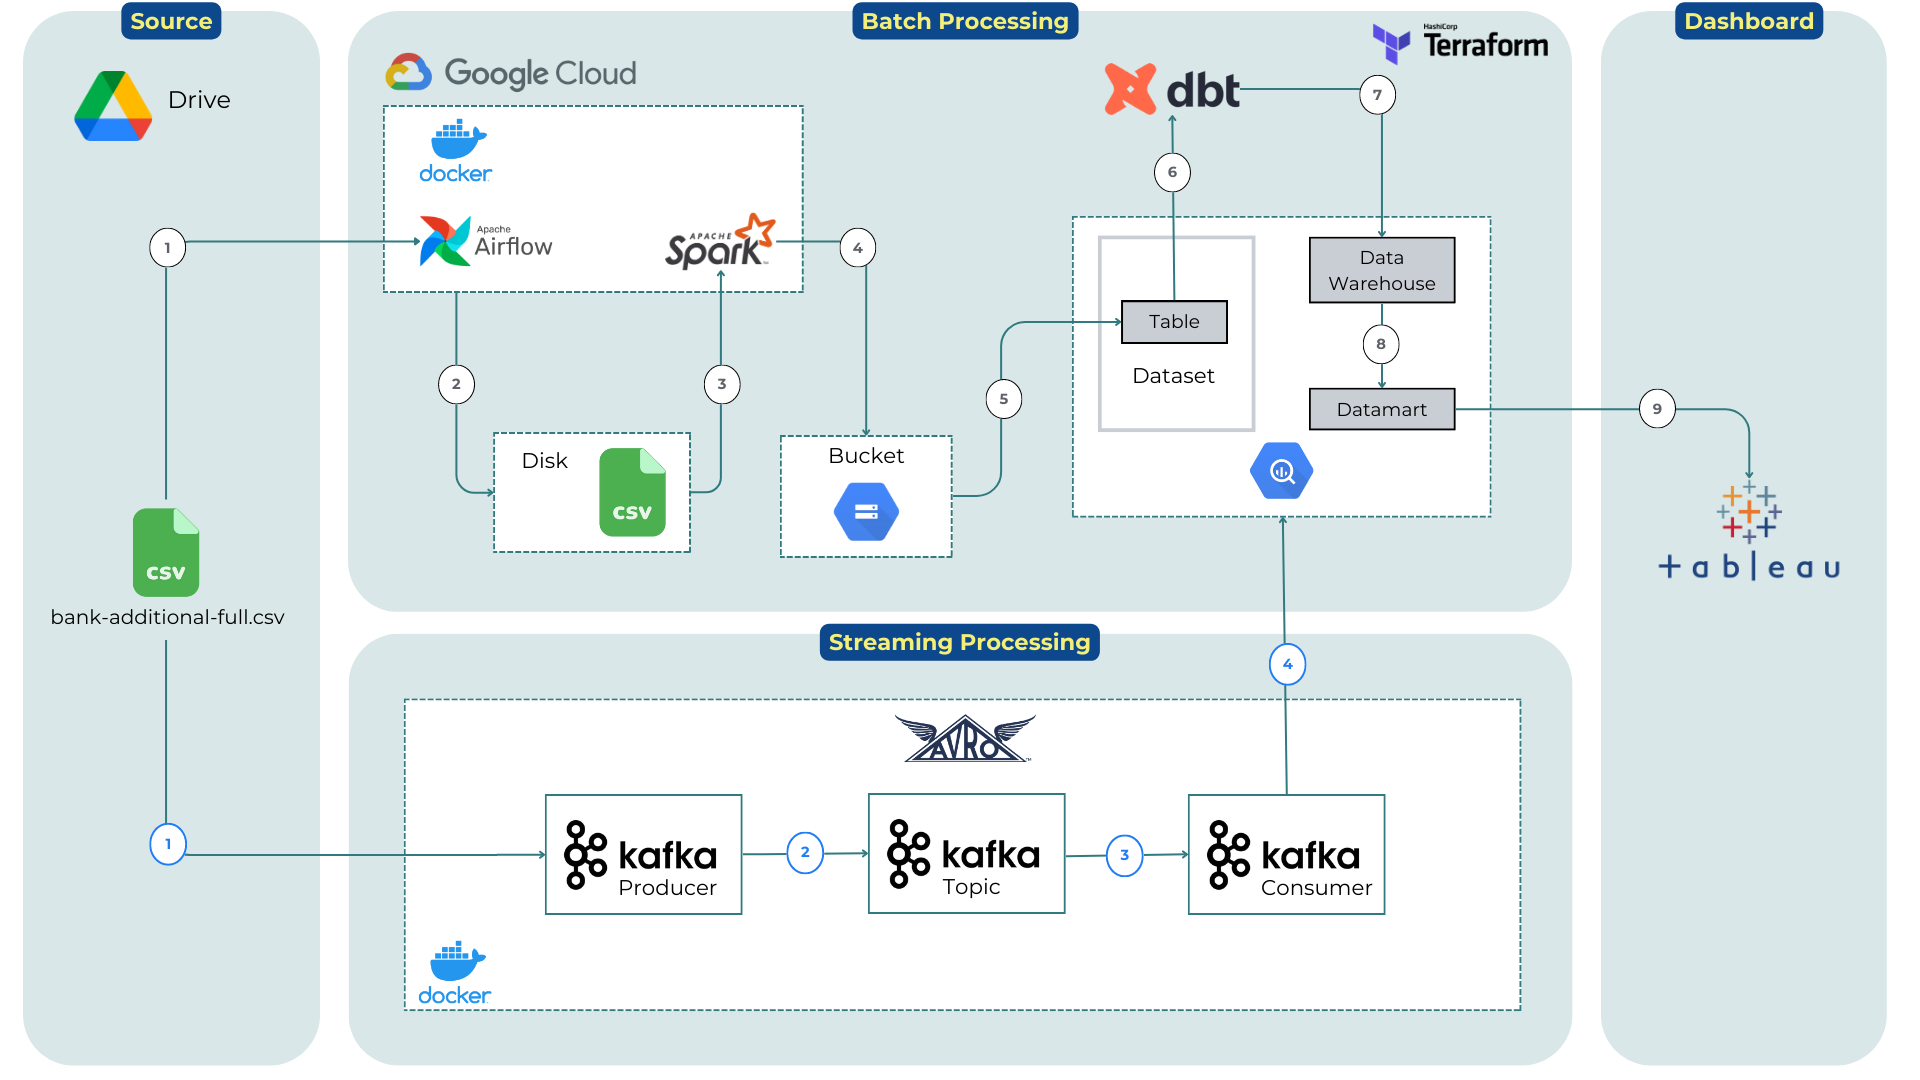 Source
Drive
1
csv
bank-additional-full.csv
1
Batch Processing
Google Cloud
docker
Apache
Airflow
APACHE
Spark
2
3
4
Disk
csv
Bucket
5
HashiCorp
Terraform
dbt
6
7
Table
Dataset
Data
Warehouse
8
Datamart
Dashboard
9
+ableau
Streaming Processing
4
AVRO
kafka
Producer
2
kafka
Topic
3
kafka
Consumer
docker